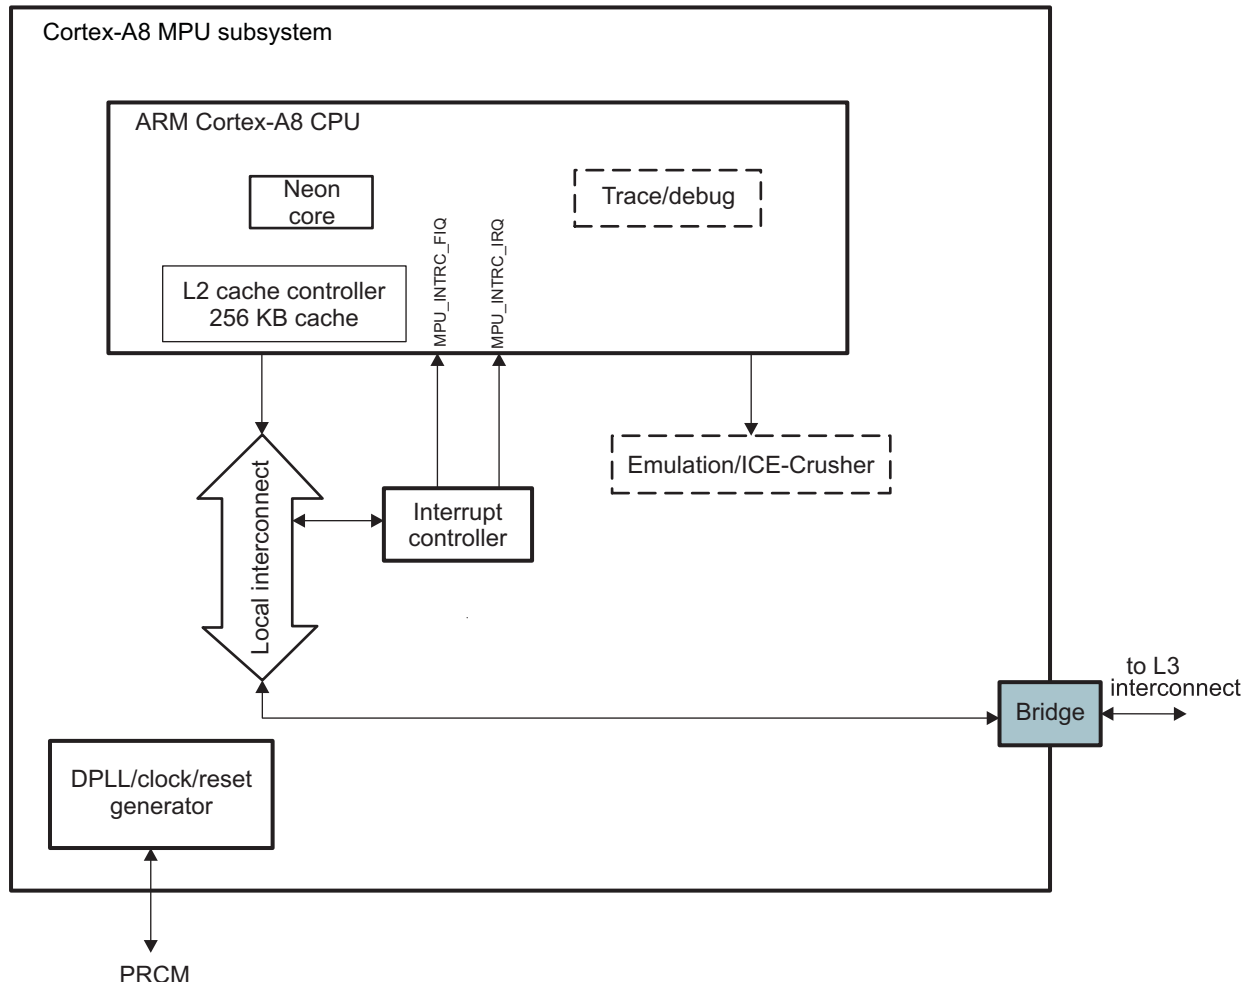 Cortex-A8 MPU subsystem
ARM Cortex-A8 CPU
Neon
core
Trace/debug
L2 cache controller
256 KB cache
MPU_INTRC_FIQ
MPU_INTRC_IRQ
Local interconnect
Interrupt
controller
Emulation/ICE-Crusher
to L3
interconnect
Bridge
DPLL/clock/reset
generator
PRCM